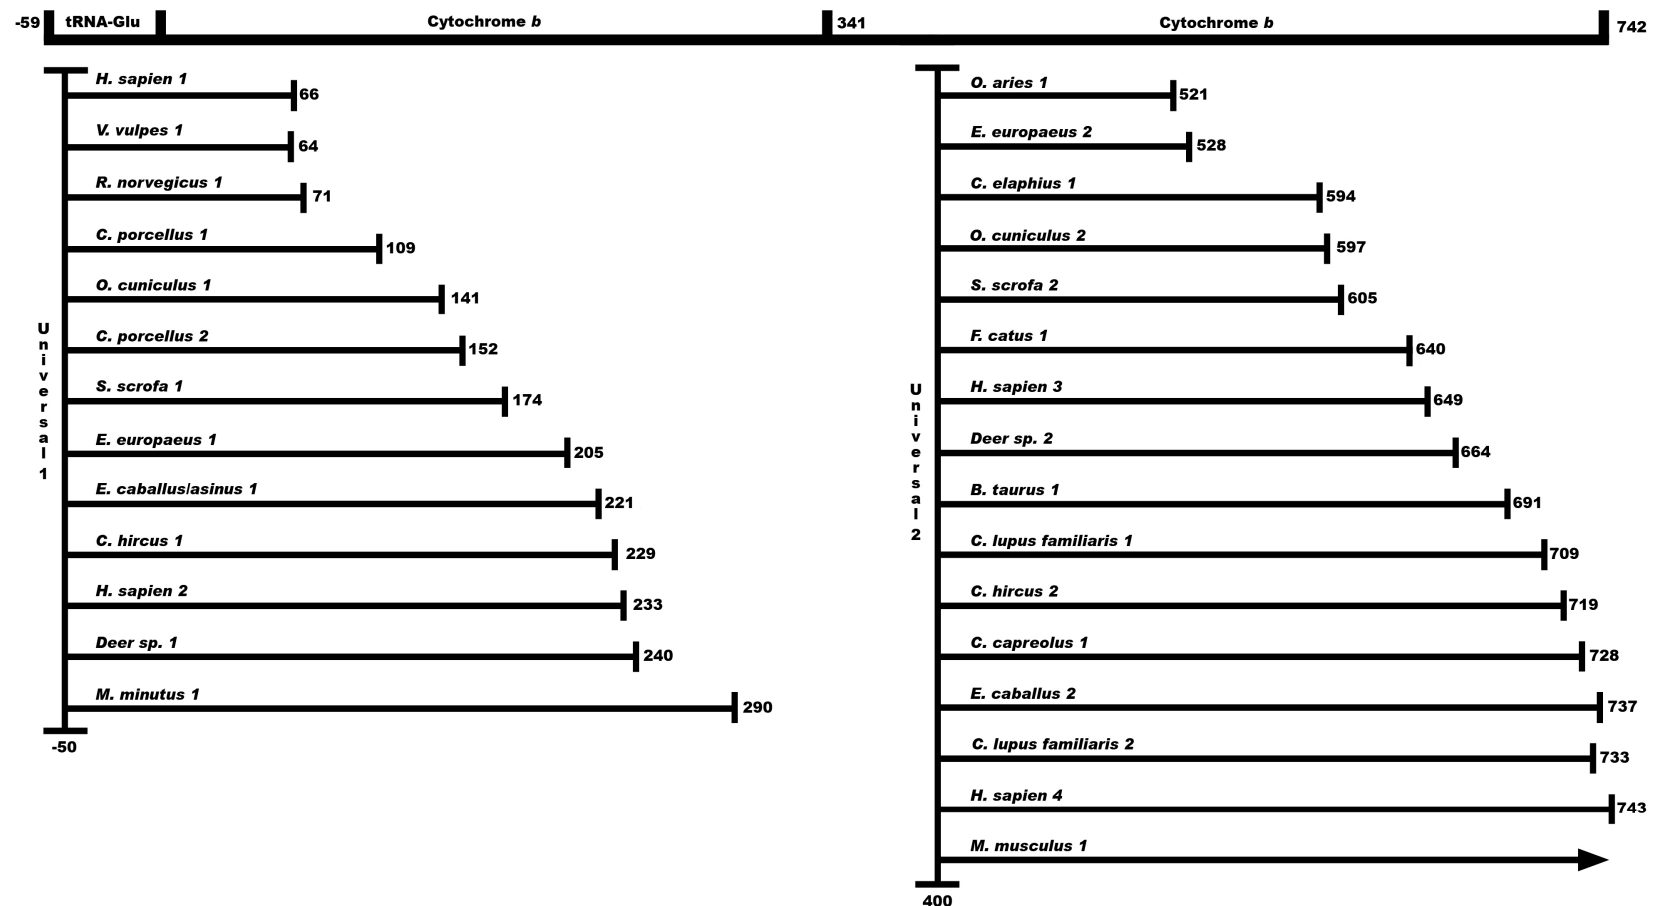 -59 tRNA-Glu Cytochrome b 341 Cytochrome b 742
Universal 1
H. sapien 1 66
V. vulpes 1 64
R. norvegicus 1 71
C. porcellus 1 109
O. cuniculus 1 141
C. porcellus 2 152
S. scrofa 1 174
E. europaeus 1 205
E. caballus/asinus 1 221
C. hircus 1 229
H. sapien 2 233
Deer sp. 1 240
M. minutus 1 290
-50
Universal 2
O. aries 1 521
E. europaeus 2 528
C. elaphius 1 594
O. cuniculus 2 597
S. scrofa 2 605
F. catus 1 640
H. sapien 3 649
Deer sp. 2 664
B. taurus 1 691
C. lupus familiaris 1 709
C. hircus 2 719
C. capreolus 1 728
E. caballus 2 737
C. lupus familiaris 2 733
H. sapien 4 743
M. musculus 1
400